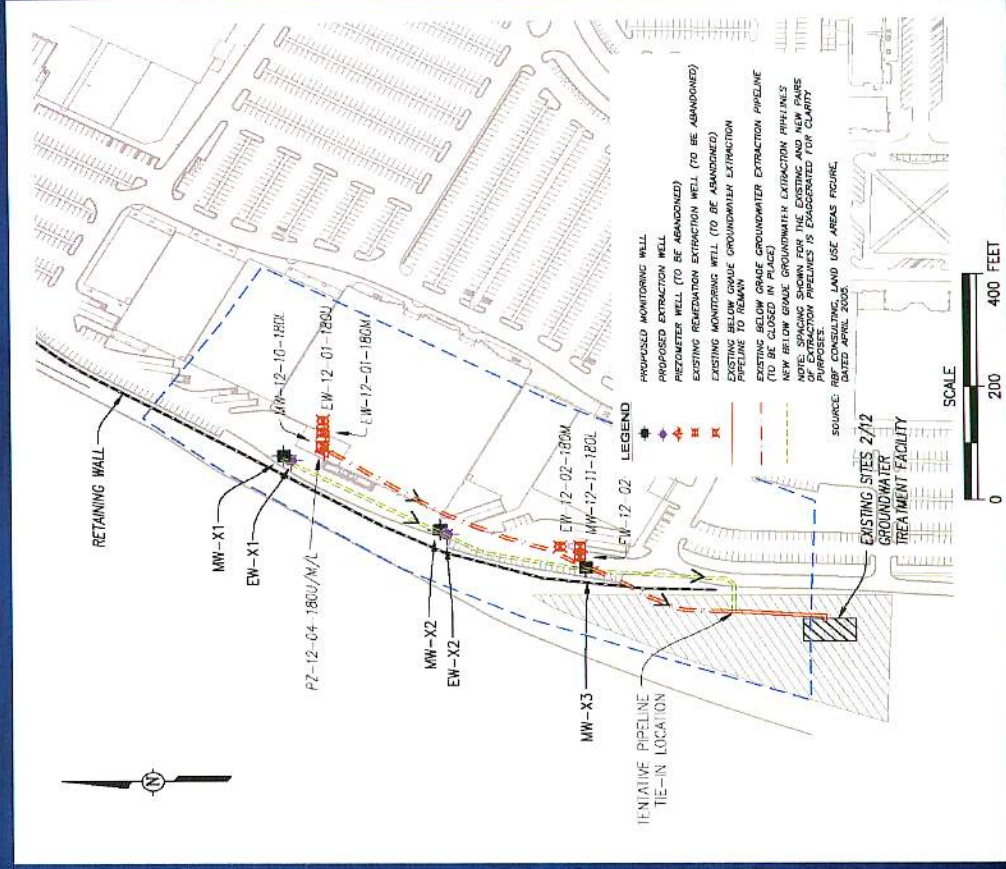 RETAINING WALL
MW-X1
EW-X1
PZ-12-04-180U/M/L
MW-12-10-180L
EW-12-01-180U
EW-12-01-180M
MW-X2
EW-X2
EW-12-02-180M
MW-12-11-180L
EW-12-02
MW-X3
TENTATIVE PIPELINE
TIE-IN LOCATION
EXISTING SITES 2/12
GROUNDWATER
TREATMENT FACILITY
N
LEGEND
PROPOSED MONITORING WELL
PROPOSED EXTRACTION WELL
PIEZOMETER WELL (TO BE ABANDONED)
EXISTING REMEDIATION EXTRACTION WELL (TO BE ABANDONED)
EXISTING MONITORING WELL (TO BE ABANDONED)
EXISTING BELOW GRADE GROUNDWATER EXTRACTION
PIPELINE TO REMAIN
EXISTING BELOW GRADE GROUNDWATER EXTRACTION PIPELINE
(TO BE CLOSED IN PLACE)
NEW BELOW GRADE GROUNDWATER EXTRACTION PIPELINES
NOTE: SPACING SHOWN FOR THE EXISTING AND NEW PAIRS
OF EXTRACTION PIPELINES IS EXAGGERATED FOR CLARITY
PURPOSES.
SOURCE: RBF CONSULTING, LAND USE AREAS FIGURE,
DATED APRIL 2005.
SCALE
0 200 400 FEET